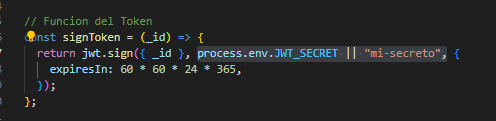 // Funcion del Token
const signToken = (_id) => {
return jwt.sign({ _id }, process.env.JWT_SECRET || "mi-secreto", {
expiresIn: 60 * 60 * 24 * 365,
});
};